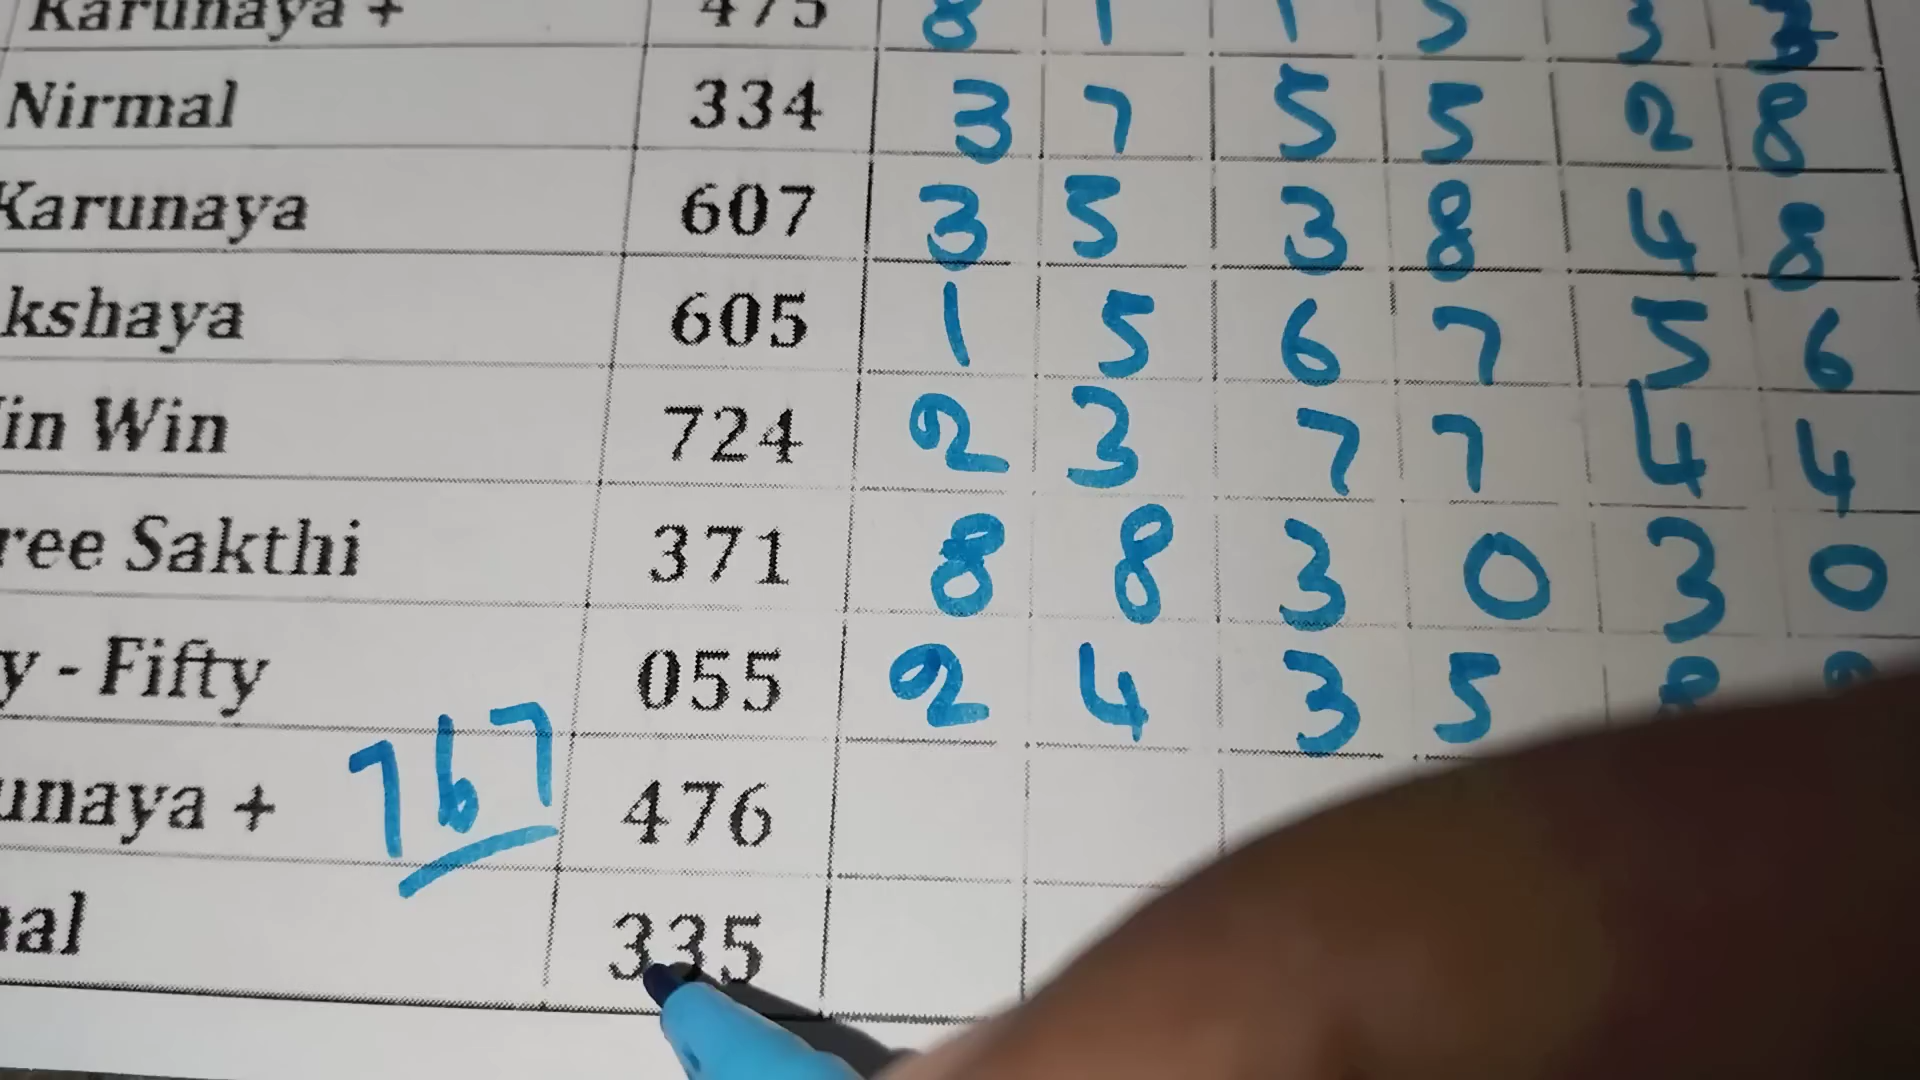 Karunaya + 475 8 1 1 5 3
Nirmal 334 3 7 5 5 2 8
Karunaya 607 3 5 3 8 4 8
kshaya 605 1 5 6 7 5 6
in Win 724 2 3 7 7 4 4
ree Sakthi 371 8 8 3 0 3 0
y - Fifty 055 2 4 3 5
unaya + 767 476
al 335